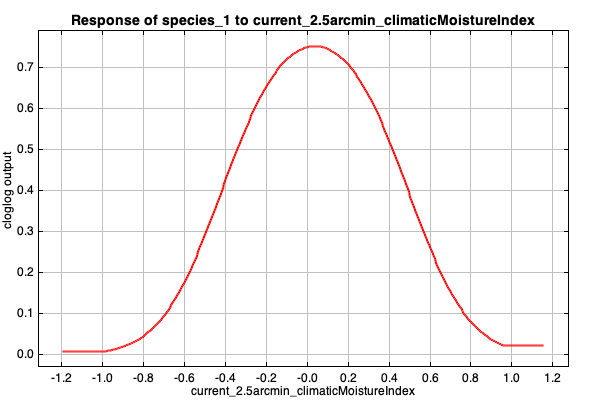 Response of species_1 to current_2.5arcmin_climaticMoistureIndex
cloglog output
0.7
0.6
0.5
0.4
0.3
0.2
0.1
0.0
-1.2 -1.0 -0.8 -0.6 -0.4 -0.2 -0.0 0.2 0.4 0.6 0.8 1.0 1.2
current_2.5arcmin_climaticMoistureIndex